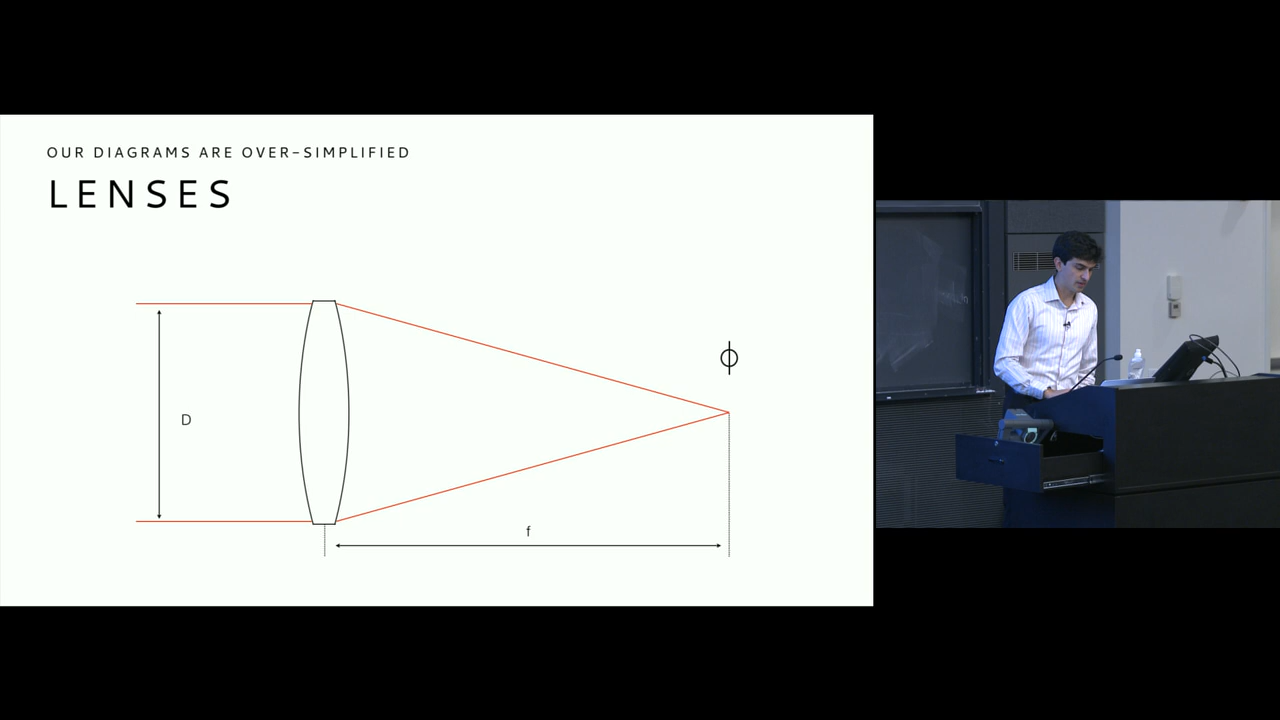 OUR DIAGRAMS ARE OVER-SIMPLIFIED
LENSES
ϕ
D
f